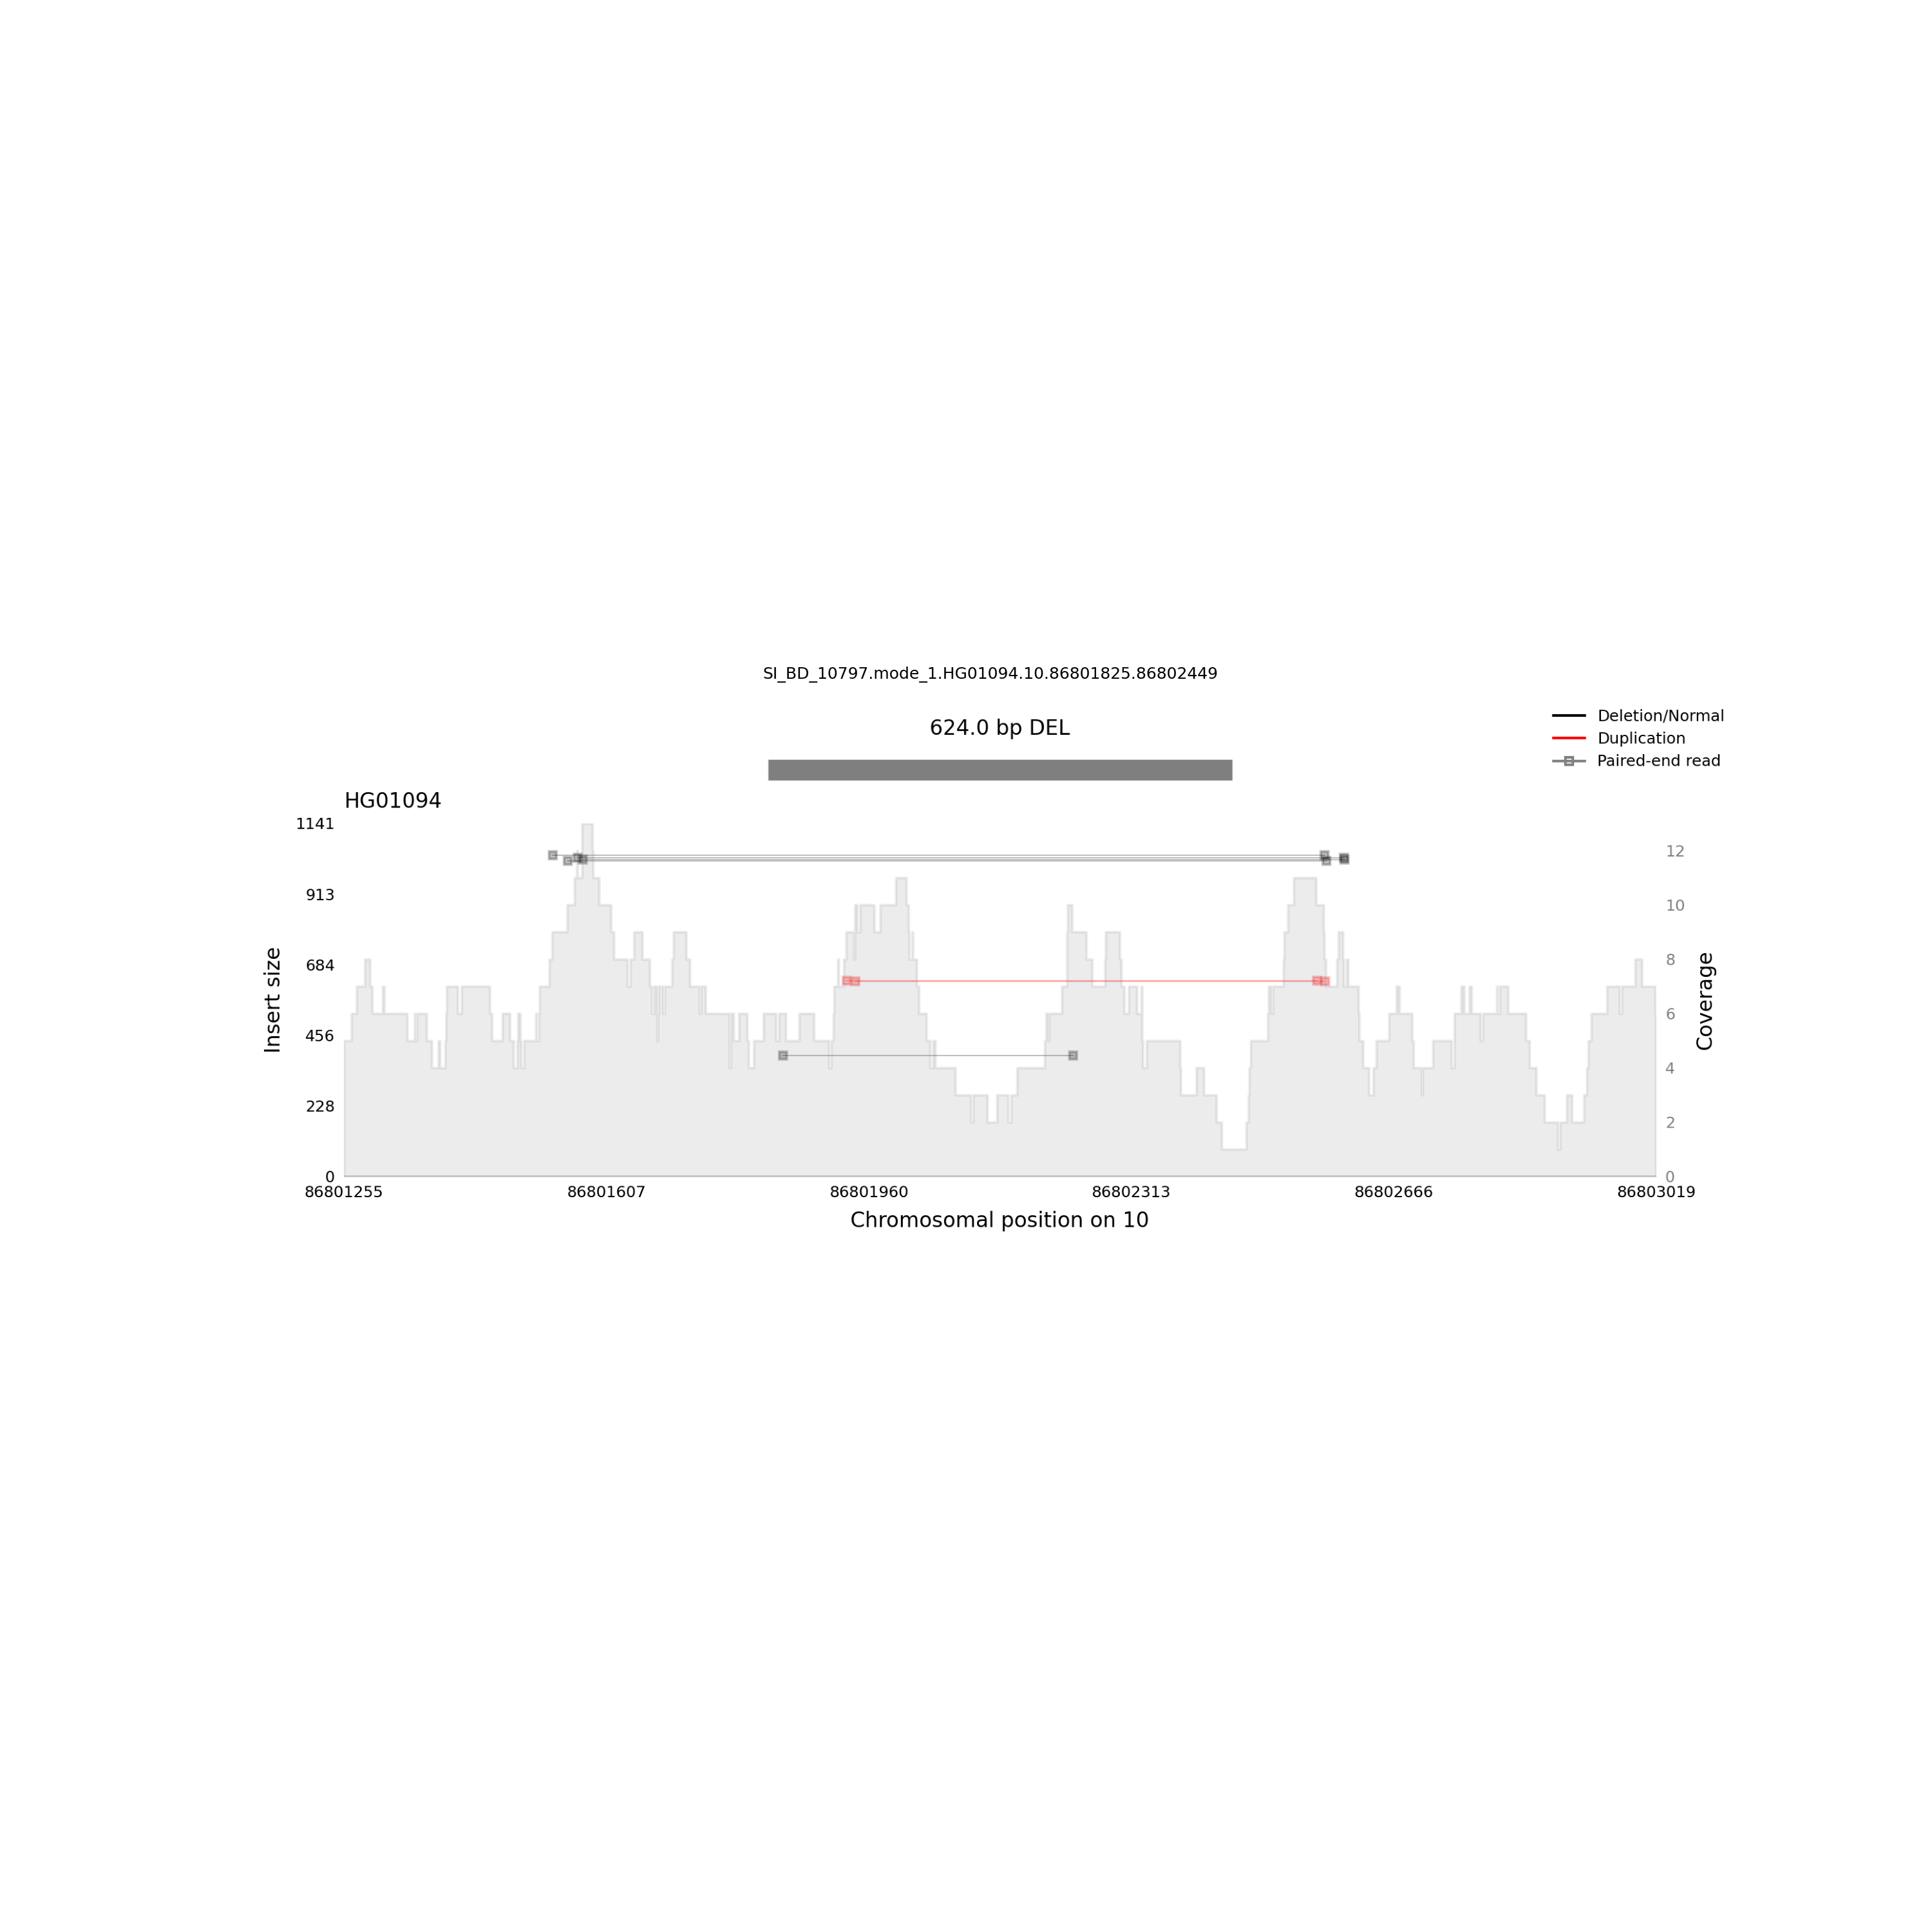 SI_BD_10797.mode_1.HG01094.10.86801825.86802449
624.0 bp DEL
Deletion/Normal
Duplication
Paired-end read
HG01094
1141
913
684
456
228
0
Insert size
12
10
8
6
4
2
0
Coverage
86801255 86801607 86801960 86802313 86802666 86803019
Chromosomal position on 10